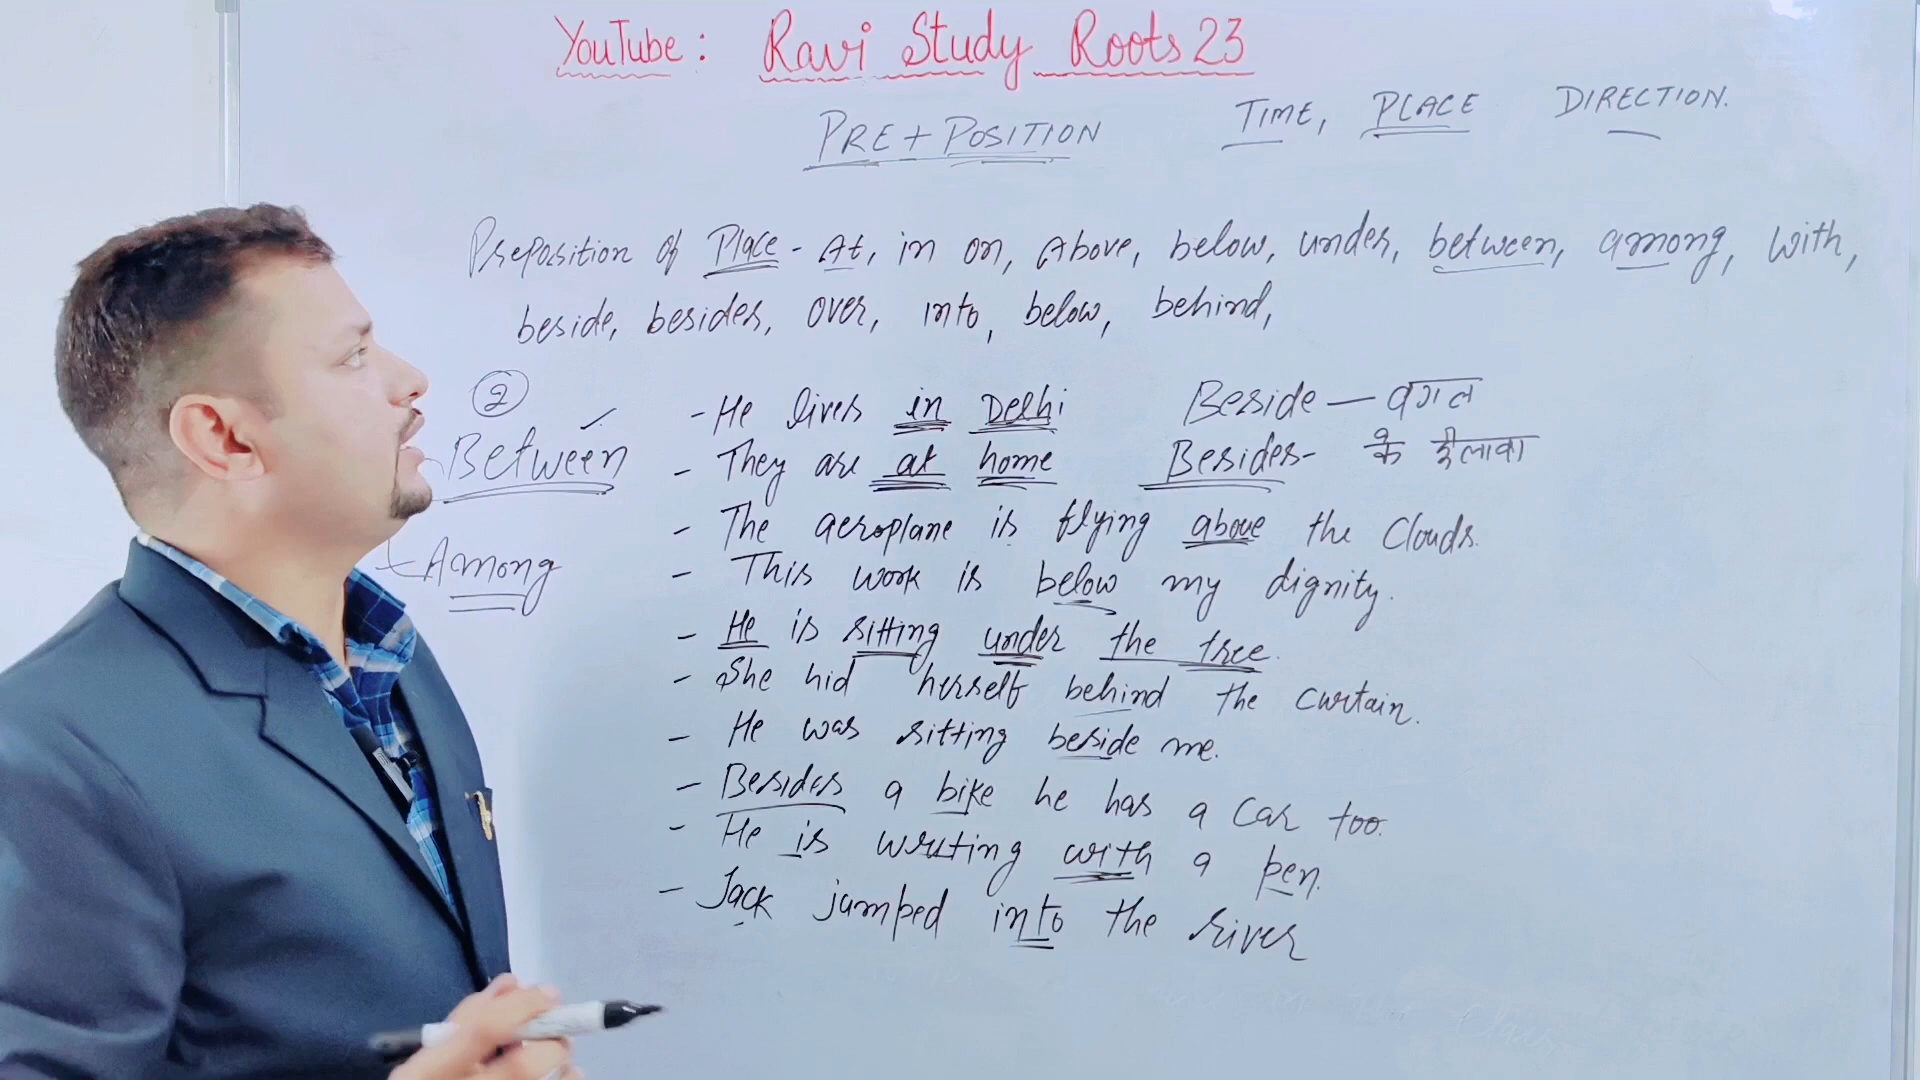 YouTube: Ravi Study Roots 23
PRE + POSITION TIME, PLACE DIRECTION.
Preposition of Place - At, in on, Above, below, under, between, among, with,
beside, besides, over, into, below, behind,
2
Between
Among
- He lives in Delhi
- They are at home
- The aeroplane is flying above the Clouds.
- This work is below my dignity.
- He is sitting under the tree.
- She hid herself behind the curtain.
- He was sitting beside me.
- Besides a bike he has a car too.
- He is writing with a pen.
- Jack jumped into the river
Beside — बगल
Besides - के ईलावा